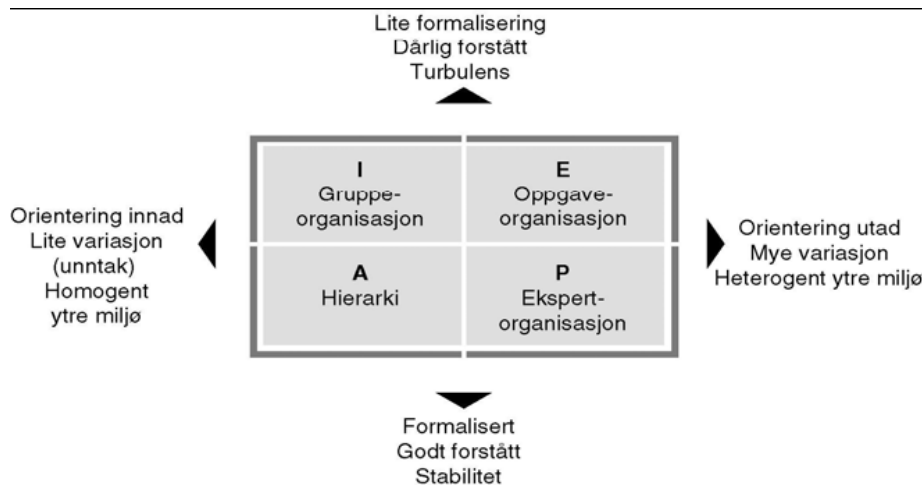 Lite formalisering
Dårlig forstått
Turbulens
I
Gruppe-
organisasjon
E
Oppgave-
organisasjon
Orientering innad
Lite variasjon
(unntak)
Homogent
ytre miljø
Orientering utad
Mye variasjon
Heterogent ytre miljø
A
Hierarki
P
Ekspert-
organisasjon
Formalisert
Godt forstått
Stabilitet